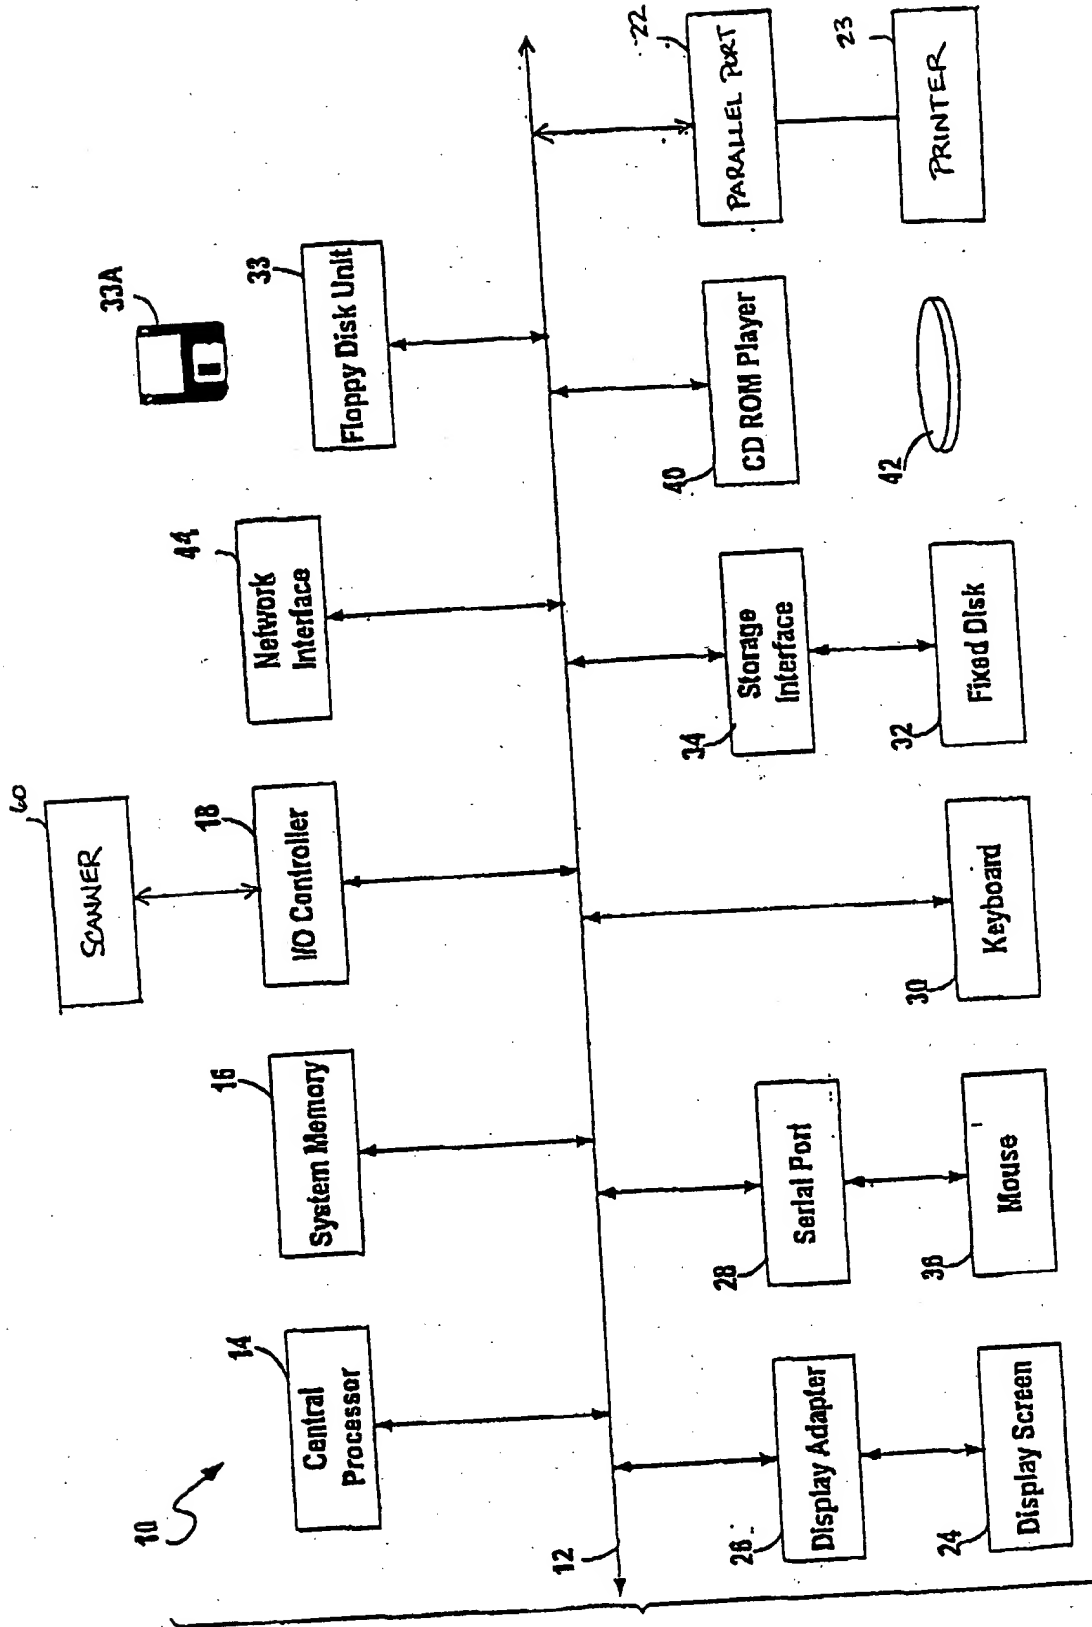 10
60
SCANNER
14
Central
Processor
16
System Memory
18
I/O Controller
44
Network
Interface
33A
33
Floppy Disk Unit
12
26
Display Adapter
28
Serial Port
34
Storage
Interface
40
CD ROM Player
22
PARALLEL PORT
24
Display Screen
36
Mouse
30
Keyboard
32
Fixed Disk
42
23
PRINTER